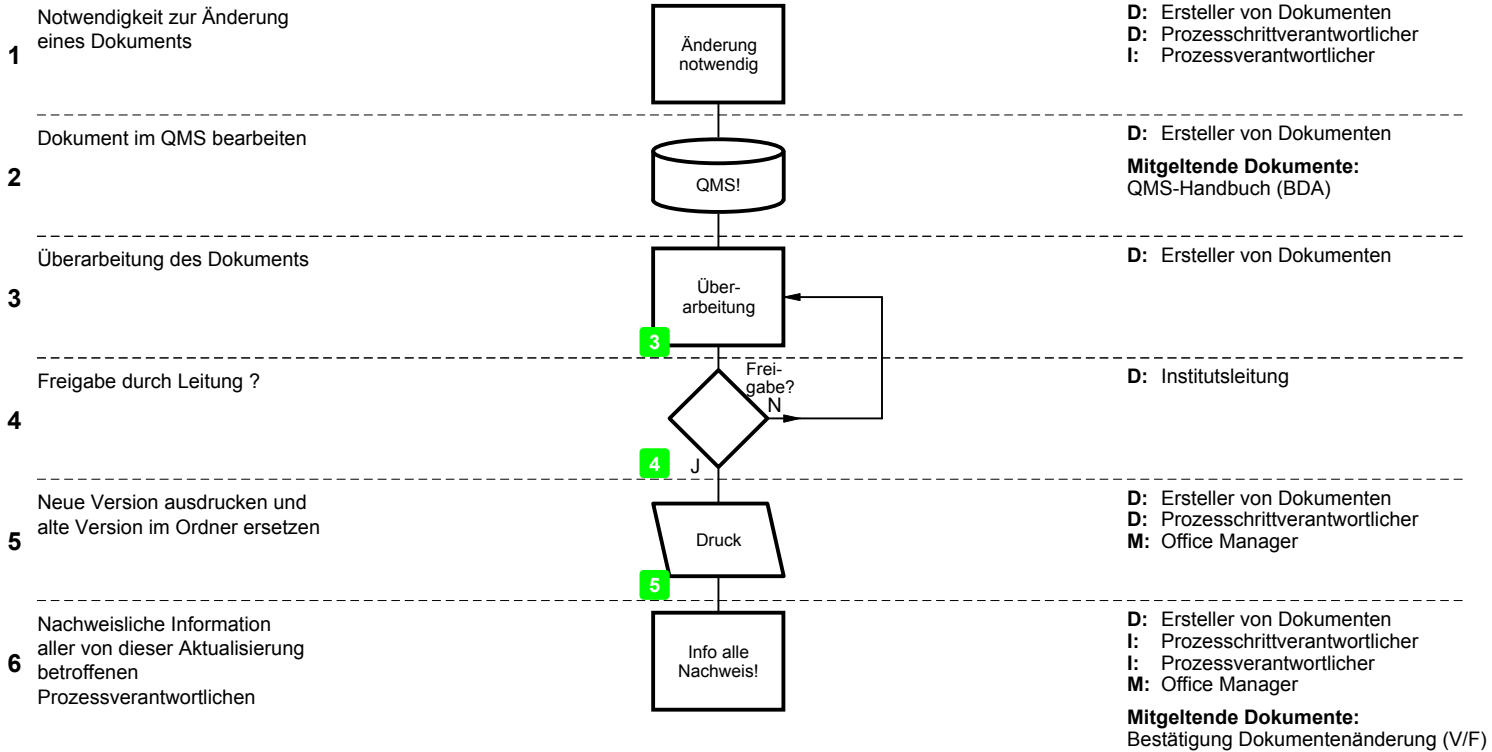 Notwendigkeit zur Änderung
eines Dokuments
1
Änderung
notwendig
D: Ersteller von Dokumenten
D: Prozesschrittverantwortlicher
I: Prozessverantwortlicher
Dokument im QMS bearbeiten
2
QMS!
D: Ersteller von Dokumenten
Mitgeltende Dokumente:
QMS-Handbuch (BDA)
Überarbeitung des Dokuments
3
Über-
arbeitung
3
D: Ersteller von Dokumenten
Freigabe durch Leitung ?
4
Frei-
gabe?
N
4
J
D: Institutsleitung
Neue Version ausdrucken und
alte Version im Ordner ersetzen
5
Druck
5
D: Ersteller von Dokumenten
D: Prozesschrittverantwortlicher
M: Office Manager
Nachweisliche Information
aller von dieser Aktualisierung
6
betroffenen
Prozessverantwortlichen
Info alle
Nachweis!
D: Ersteller von Dokumenten
I: Prozesschrittverantwortlicher
I: Prozessverantwortlicher
M: Office Manager
Mitgeltende Dokumente:
Bestätigung Dokumentenänderung (V/F)